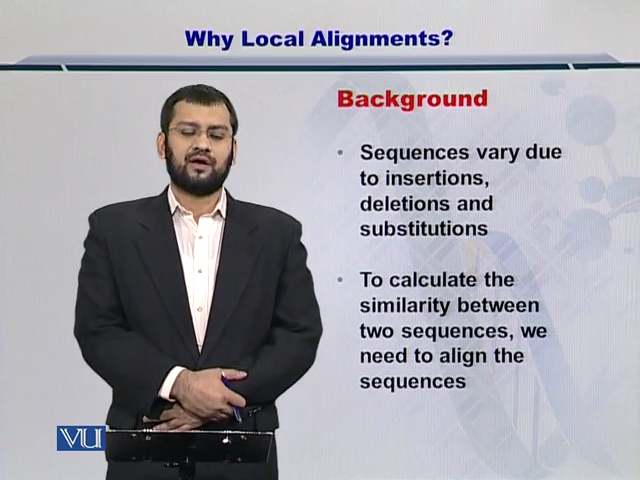 Why Local Alignments?
Background
• Sequences vary due
to insertions,
deletions and
substitutions
• To calculate the
similarity between
two sequences, we
need to align the
sequences
VU